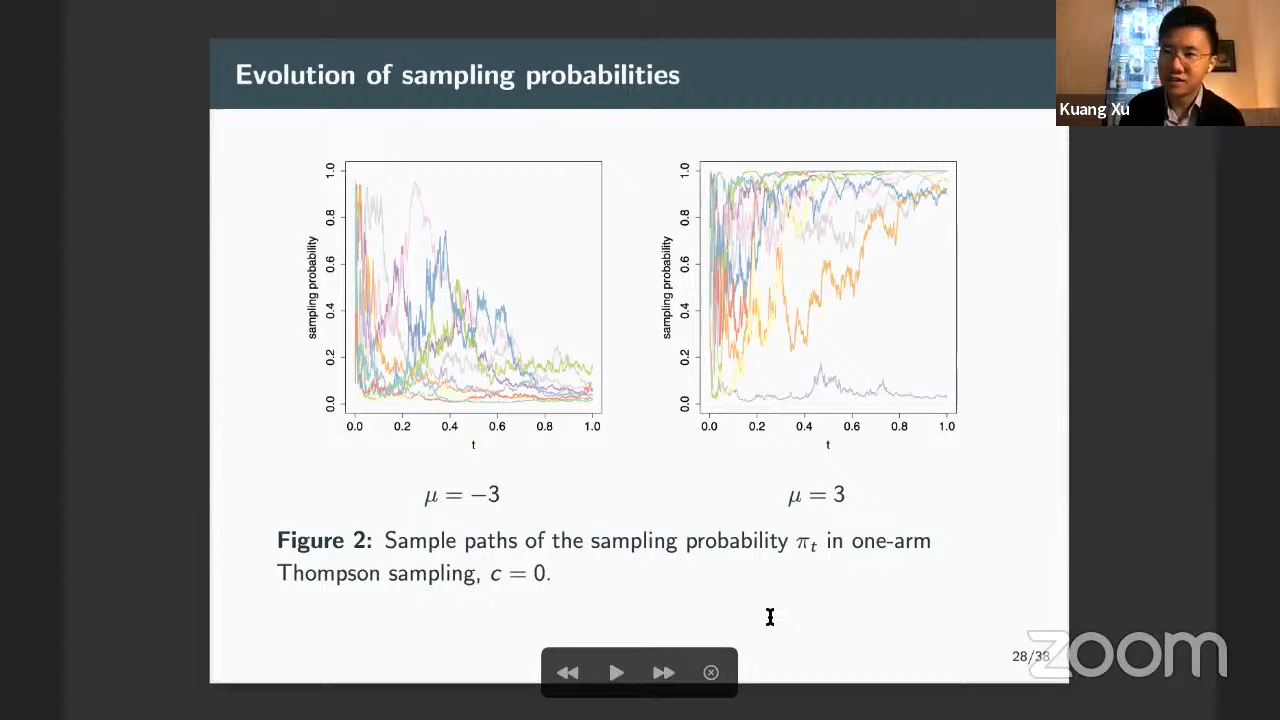 Evolution of sampling probabilities
Kuang Xu
sampling probability
0.0 0.2 0.4 0.6 0.8 1.0
0.0 0.2 0.4 0.6 0.8 1.0
t
μ = −3
sampling probability
0.0 0.2 0.4 0.6 0.8 1.0
0.0 0.2 0.4 0.6 0.8 1.0
t
μ = 3
Figure 2: Sample paths of the sampling probability πt in one-arm
Thompson sampling, c = 0.
28/38
zoom